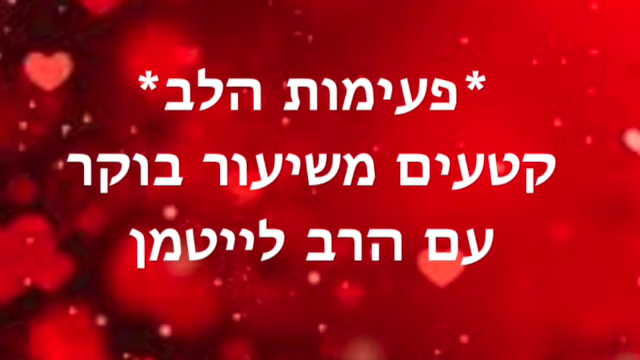 *פעימות הלב*
קטעים משיעור בוקר
עם הרב לייטמן